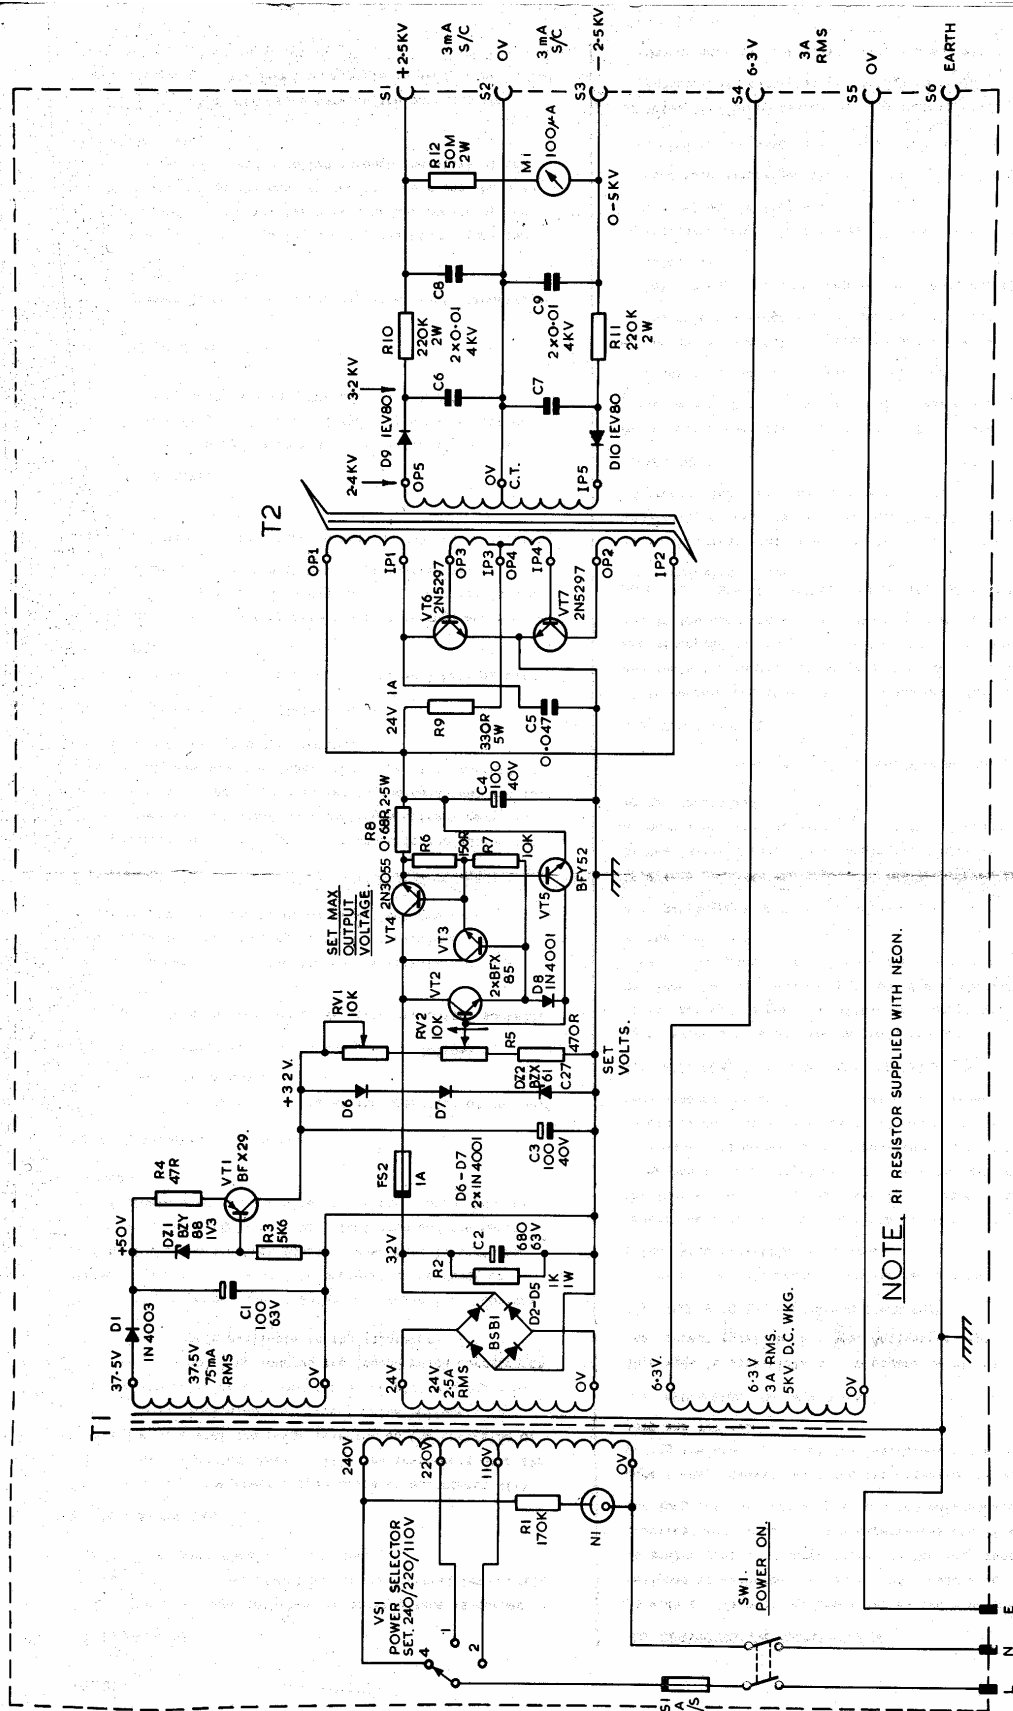 T1
37·5V
D1
1N4003
+50V
R4
47R
VT1
BFX29.
DZ1
BZY
88
1V3
R3
5K6
C1
100
63V
37·5V
75mA
RMS
0V
24V
24V
2·5A
RMS
0V
BSB1
D2-D5
32V
R2
1K
1W
C2
680
63V
FS2
1A
D6-D7
2x1N4001
C3
100
40V
+32V.
D6
D7
DZ2
BZX
61
C27
RV1
10K
SET MAX
OUTPUT
VOLTAGE.
RV2
10K
R5
470R
SET
VOLTS.
VT2
VT3
2xBFX
85
D8
1N4001
VT4
2N3055
R8
0·68R,2·5W
R6
150R
R7
10K
VT5
BFY52
C4
100
40V
24V 1A
R9
330R
5W
C5
0·047
VT6
2N5297
VT7
2N5297
T2
OP1
IP1
OP3
IP3
OP4
IP4
OP2
IP2
2·4KV
OP5
0V
C.T.
IP5
D9 1EV80
D10 1EV80
3·2 KV
C6
C7
R10
220K
2W
2x0·01
4KV
2x0·01
4KV
R11
220K
2W
C8
C9
R12
50M
2W
M1
100µA
0-5KV
S1
+2·5KV
3mA
S/C
S2
0V
3mA
S/C
S3
-2·5KV
S4
6·3V
3A
RMS
S5
0V
S6
EARTH
6·3V.
6·3V
3A RMS.
5KV D.C. WKG.
0V
240V
220V
110V
0V
R1
170K
N1
VS1
POWER SELECTOR
SET. 240/220/110V
4
1
2
SW1.
POWER ON.
S1
A
/S
L
N
E
NOTE. R1 RESISTOR SUPPLIED WITH NEON.